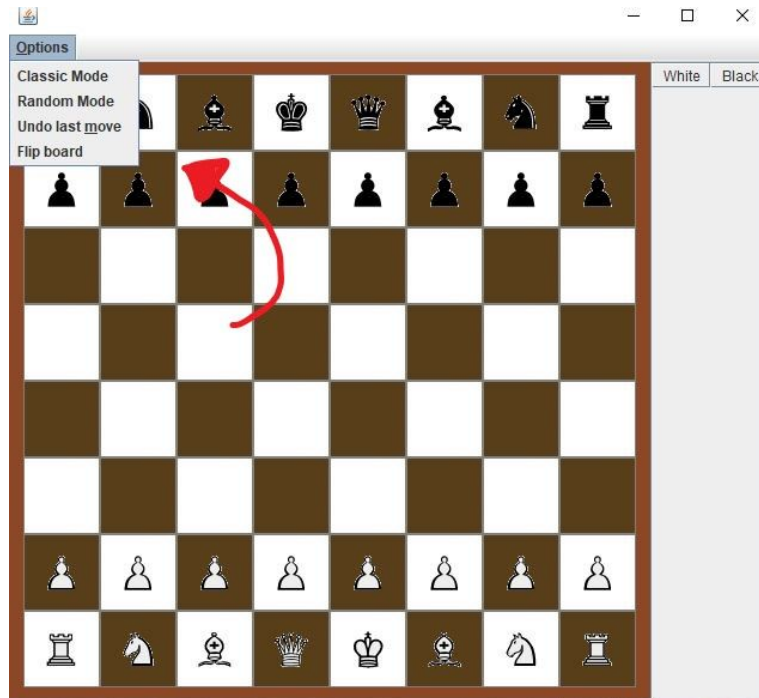 Options
Classic Mode
Random Mode
Undo last move
Flip board
White Black